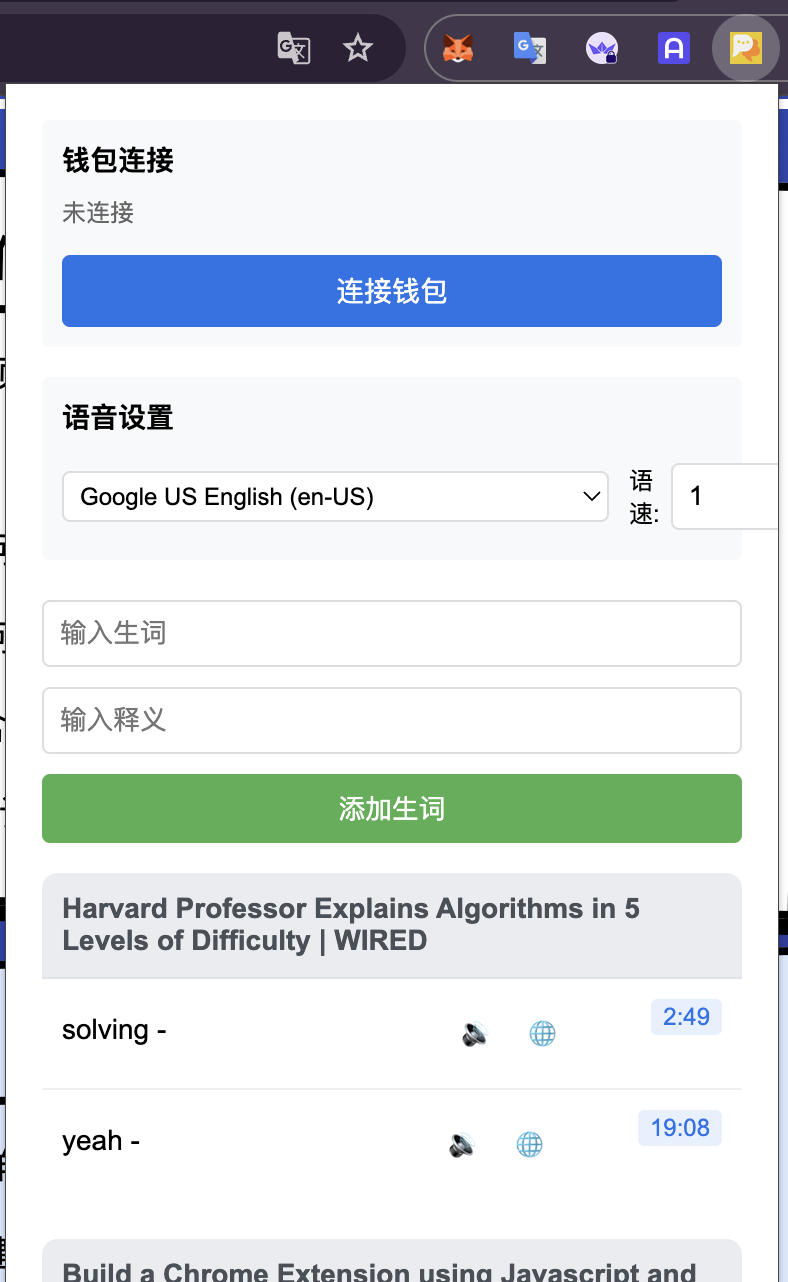 钱包连接
未连接
连接钱包
语音设置
Google US English (en-US)
语
速:
1
输入生词
输入释义
添加生词
Harvard Professor Explains Algorithms in 5
Levels of Difficulty | WIRED
solving -
2:49
yeah -
19:08
Build a Chrome Extension using Javascript and